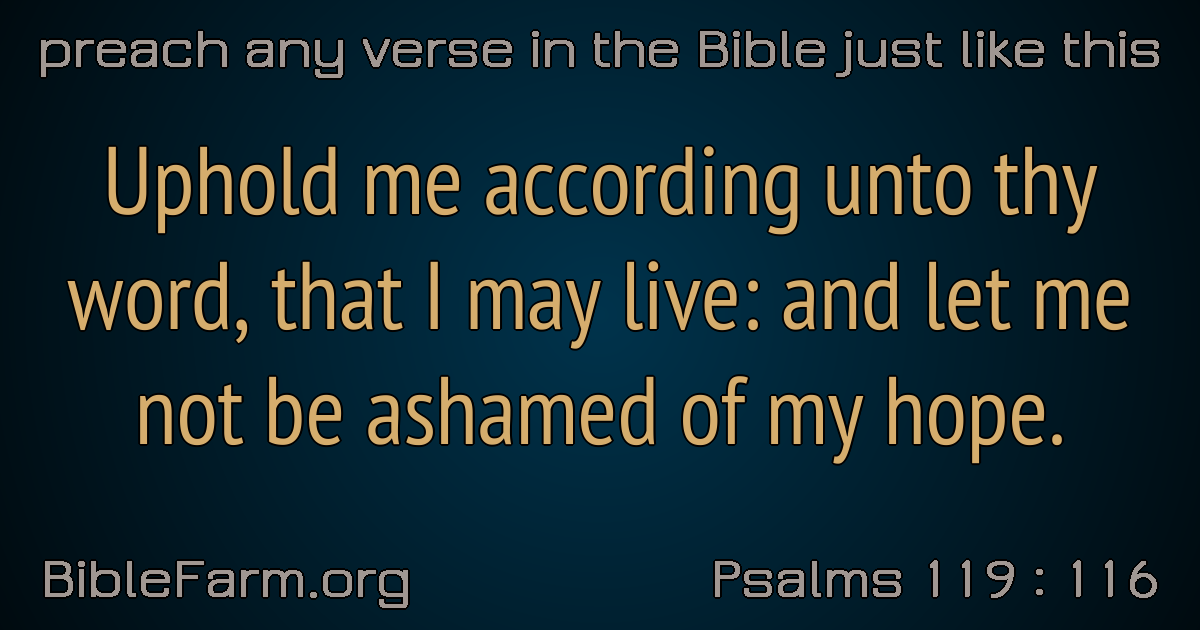 preach any verse in the Bible just like this
Uphold me according unto thy
word, that I may live: and let me
not be ashamed of my hope.
BibleFarm.org
Psalms 119 : 116